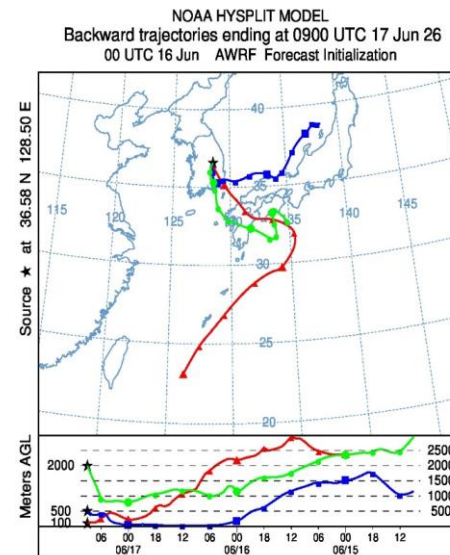 NOAA HYSPLIT MODEL
Backward trajectories ending at 0900 UTC 17 Jun 26
00 UTC 16 Jun AWRF Forecast Initialization
Source ★ at 36.58 N 128.50 E
40
35
30
25
20
115
120
125
130
135
140
145
Meters AGL
2000
500
100
2500
2000
1500
1000
500
06 00 18 12 06 00 18 12 06 00 18 12
06/17 06/16 06/15